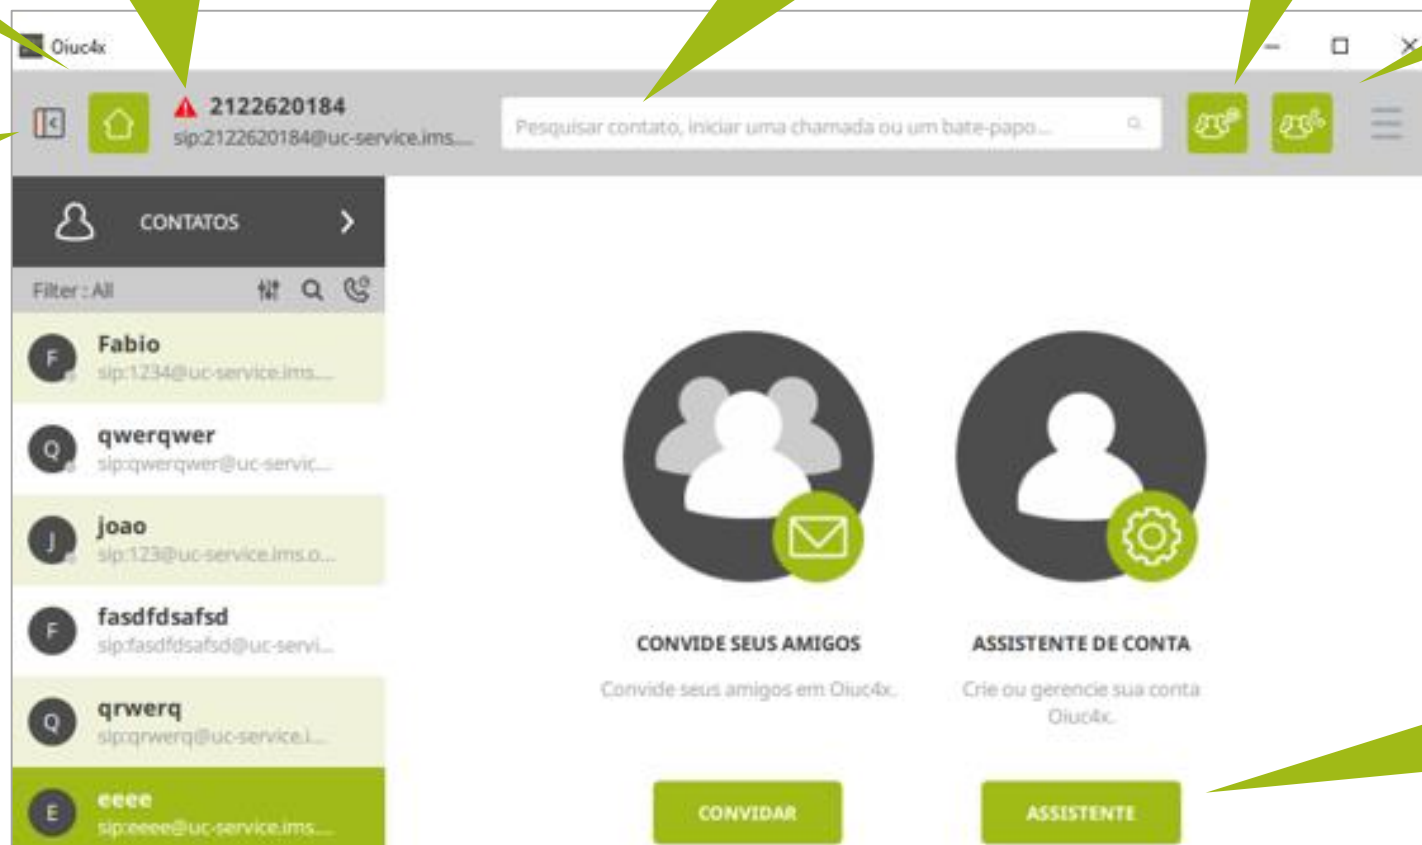 Oiuc4x
2122620184
sip:2122620184@uc-service.ims....
Pesquisar contato, iniciar uma chamada ou um bate-papo...
CONTATOS
Filter : All
F
Fabio
sip:1234@uc-service.ims....
Q
qwerqwer
sip:qwerqwer@uc-servic...
J
joao
sip:123@uc-service.ims.o...
F
fasdfdsafsd
sip:fasdfdsafsd@uc-servi...
Q
qrwerq
sip:qrwerq@uc-service.i...
E
eeee
sip:eeee@uc-service.ims....
CONVIDE SEUS AMIGOS
Convide seus amigos em Oiuc4x.
CONVIDAR
ASSISTENTE DE CONTA
Crie ou gerencie sua conta
Oiuc4x.
ASSISTENTE